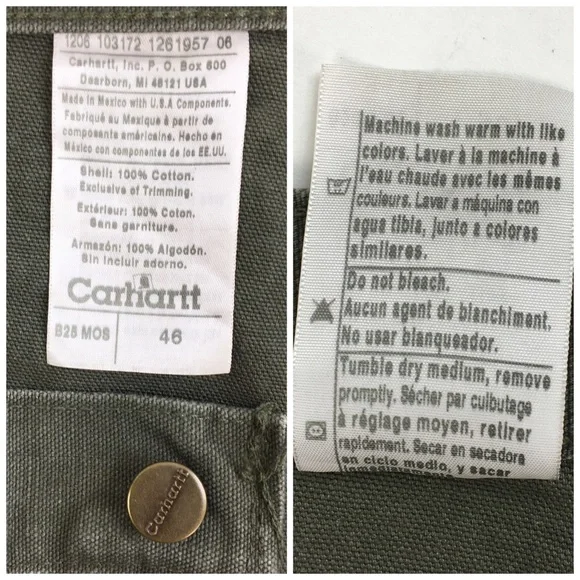 1206 103172 1261957 06
Carhartt, Inc. P.O. Box 600
Dearborn, MI 48121 USA
Made in Mexico with U.S.A Components.
Fabriqué au Mexique à partir de
composants américaine. Hecho en
México con componentes de los EE.UU.
Shell: 100% Cotton.
Exclusive of Trimming.
Extérieur: 100% Coton.
Sans garniture.
Armazón: 100% Algodón.
Sin incluir adorno.
Carhartt
B25 MOS 46
Carhartt
Machine wash warm with like
colors. Laver à la machine à
l'eau chaude avec les mêmes
couleurs. Lavar a máquina con
agua tibia, junto a colores
similares.
Do not bleach.
Aucun agent de blanchiment.
No usar blanqueador.
Tumble dry medium, remove
promptly. Sécher par culbutage
à réglage moyen, retirer
rapidement. Secar en secadora
en ciclo medio, y sacar
inmediatamente